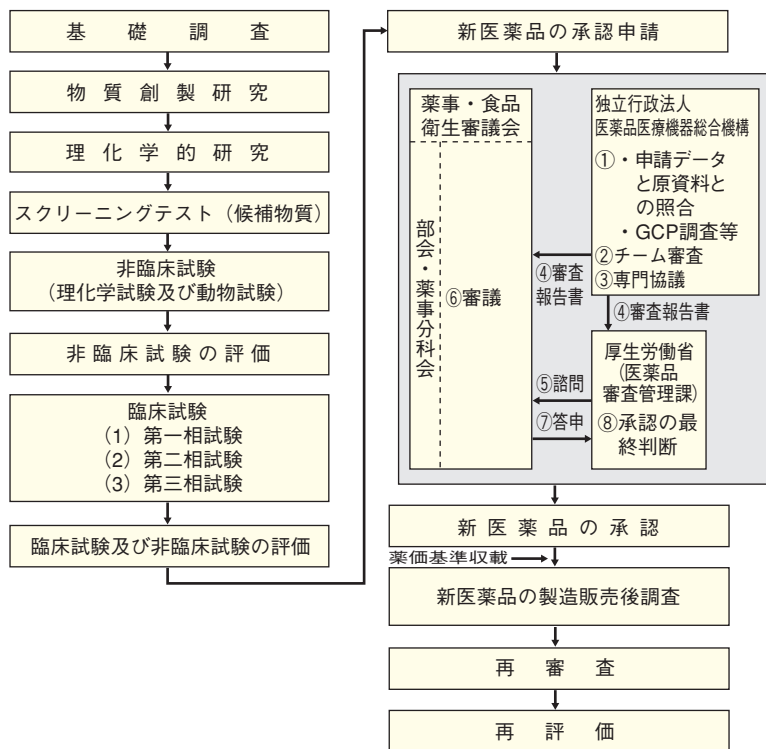 基礎調査
物質創製研究
理化学的研究
スクリーニングテスト（候補物質）
非臨床試験
（理化学試験及び動物試験）
非臨床試験の評価
臨床試験
（1）第一相試験
（2）第二相試験
（3）第三相試験
臨床試験及び非臨床試験の評価
新医薬品の承認申請
薬事・食品
衛生審議会
部会・薬事分科会
⑥審議
独立行政法人
医薬品医療機器総合機構
①・申請データ
と原資料と
の照合
・GCP調査等
②チーム審査
③専門協議
④審査
報告書
④審査報告書
厚生労働省
(医薬品
審査管理課)
⑧承認の最
終判断
⑤諮問
⑦答申
新医薬品の承認
薬価基準収載
新医薬品の製造販売後調査
再審査
再評価